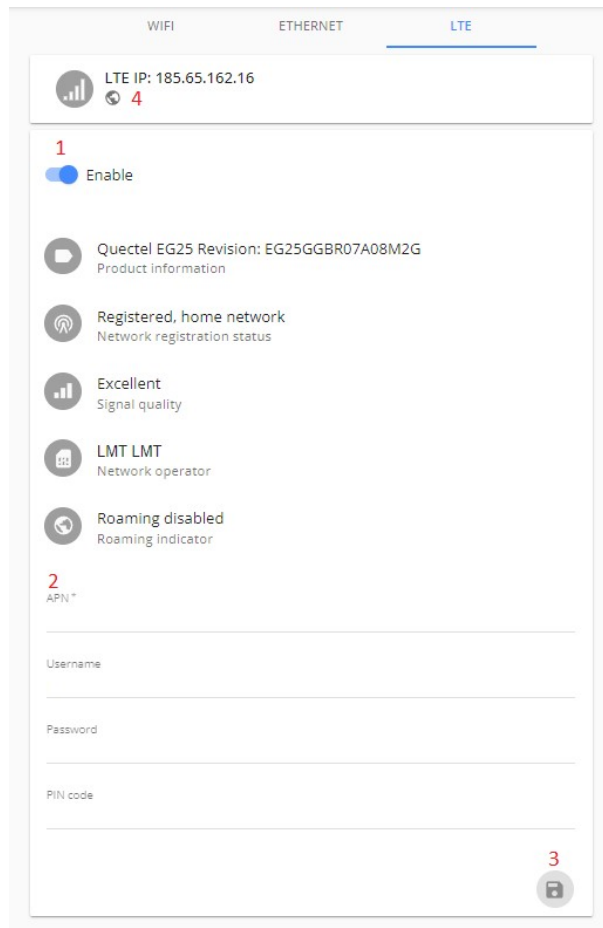 WIFI ETHERNET LTE
LTE IP: 185.65.162.16
4
1
Enable
Quectel EG25 Revision: EG25GGBR07A08M2G
Product information
Registered, home network
Network registration status
Excellent
Signal quality
LMT LMT
Network operator
Roaming disabled
Roaming indicator
2
APN *
Username
Password
PIN code
3